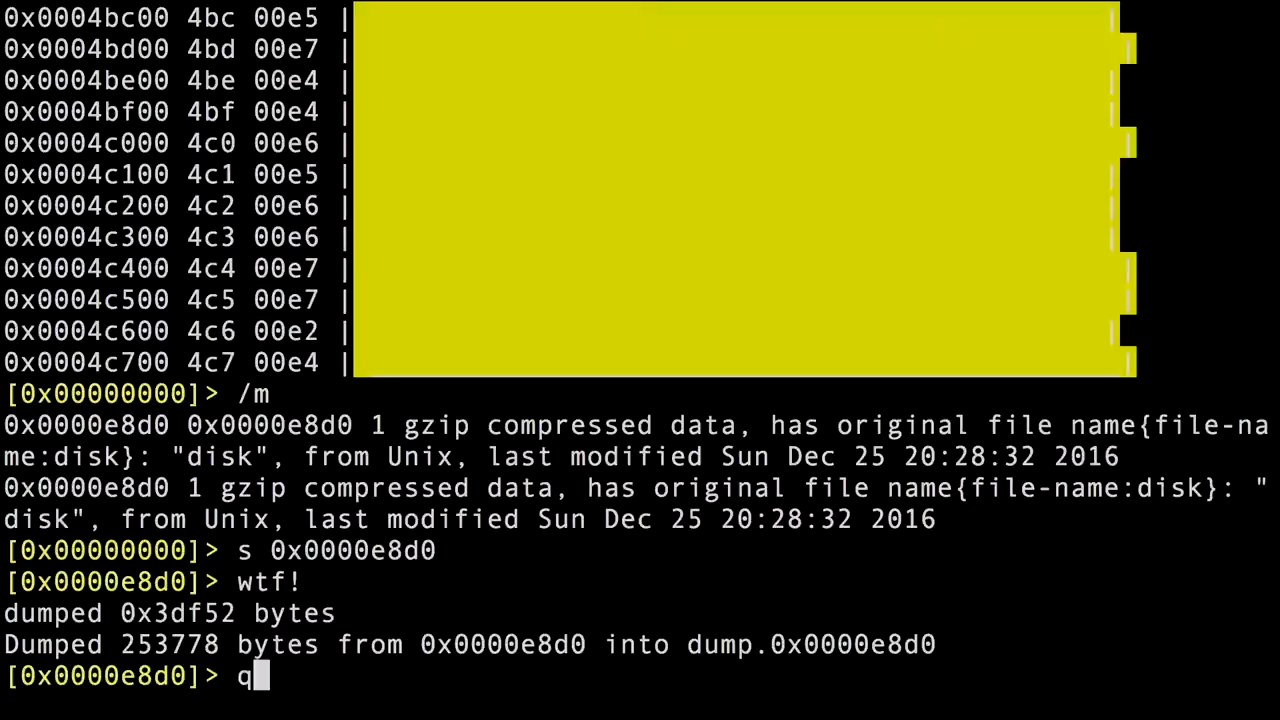 0x0004bc00 4bc 00e5 | |
0x0004bd00 4bd 00e7 | |
0x0004be00 4be 00e4 | |
0x0004bf00 4bf 00e4 | |
0x0004c000 4c0 00e6 | |
0x0004c100 4c1 00e5 | |
0x0004c200 4c2 00e6 | |
0x0004c300 4c3 00e6 | |
0x0004c400 4c4 00e7 | |
0x0004c500 4c5 00e7 | |
0x0004c600 4c6 00e2 | |
0x0004c700 4c7 00e4 | |
[0x00000000]> /m
0x0000e8d0 0x0000e8d0 1 gzip compressed data, has original file name{file-na
me:disk}: "disk", from Unix, last modified Sun Dec 25 20:28:32 2016
0x0000e8d0 1 gzip compressed data, has original file name{file-name:disk}: "
disk", from Unix, last modified Sun Dec 25 20:28:32 2016
[0x00000000]> s 0x0000e8d0
[0x0000e8d0]> wtf!
dumped 0x3df52 bytes
Dumped 253778 bytes from 0x0000e8d0 into dump.0x0000e8d0
[0x0000e8d0]> q